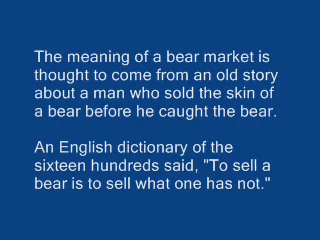 The meaning of a bear market is
thought to come from an old story
about a man who sold the skin of
a bear before he caught the bear.
An English dictionary of the
sixteen hundreds said, "To sell a
bear is to sell what one has not."